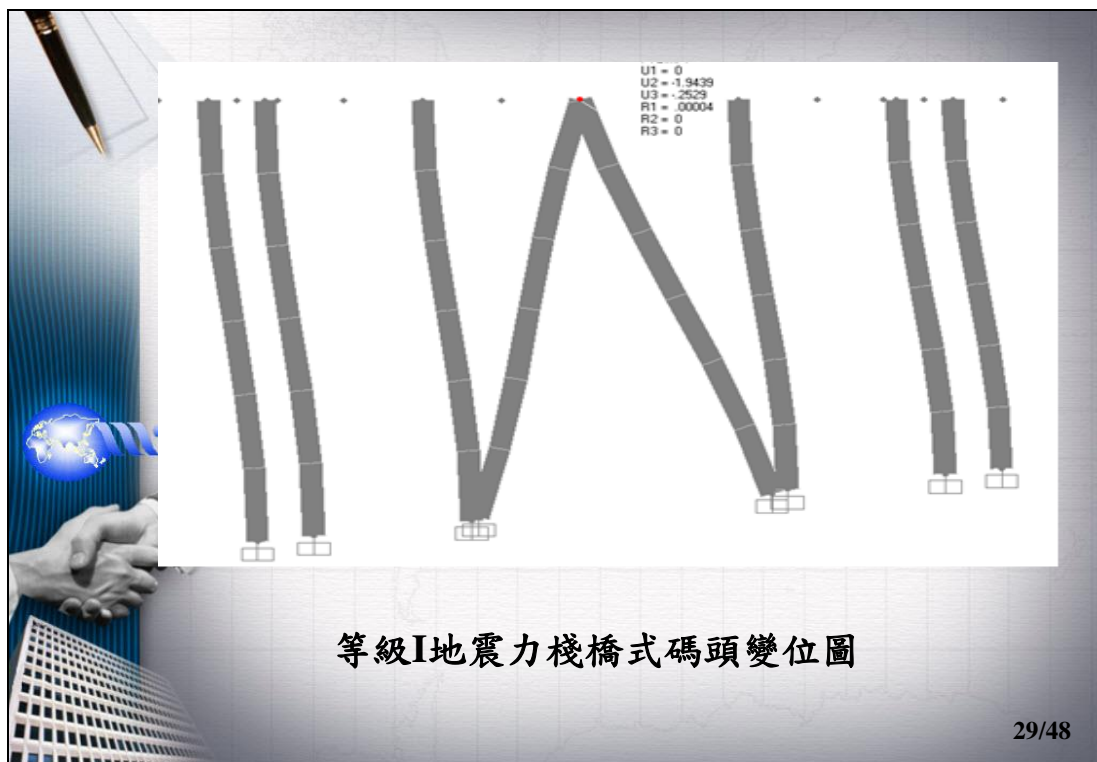 U1 = 0
U2 = -1.9439
U3 = -.2529
R1 = .00004
R2 = 0
R3 = 0
等級I地震力棧橋式碼頭變位圖
29/48